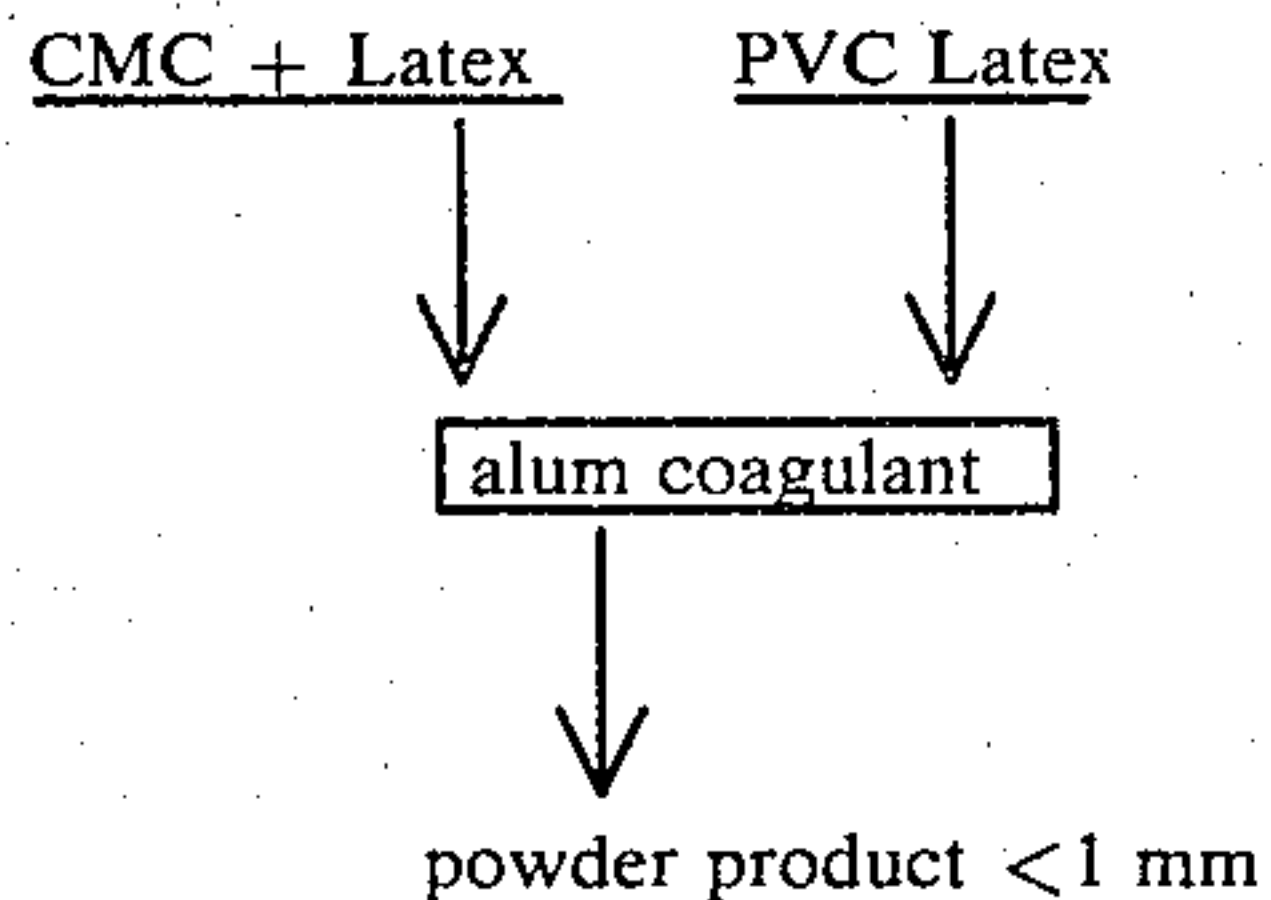 CMC + Latex PVC Latex
alum coagulant
powder product <1 mm